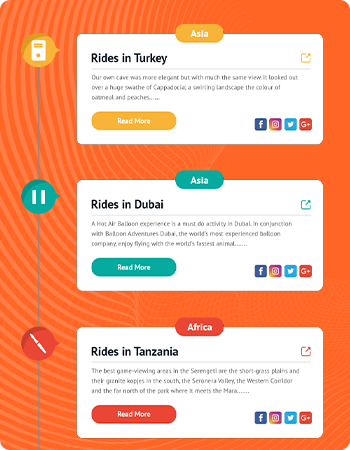 Asia
Rides in Turkey
Our own cave was more elegant but with much the same view. It looked out
over a huge swathe of Cappadocia; a swirling landscape the colour of
oatmeal and peaches......
Read More
Asia
Rides in Dubai
A Hot Air Balloon experience is a must do activity in Dubai. In conjunction
with Balloon Adventures Dubai, the world's most experienced balloon
company, enjoy flying with the world's fastest animal.......
Read More
Africa
Rides in Tanzania
The best game-viewing areas in the Serengeti are the short-grass plains and
their granite kopjes in the south, the Seronera Valley, the Western Corridor
and the far north of the park where it meets the Mara.......
Read More